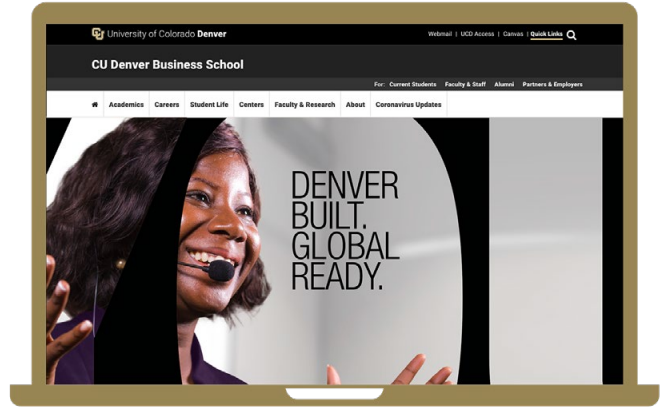 University of Colorado Denver
Webmail | UCD Access | Canvas | Quick Links
CU Denver Business School
For: Current Students Faculty & Staff Alumni Partners & Employers
Academics Careers Student Life Centers Faculty & Research About Coronavirus Updates
DENVER
BUILT.
GLOBAL
READY.